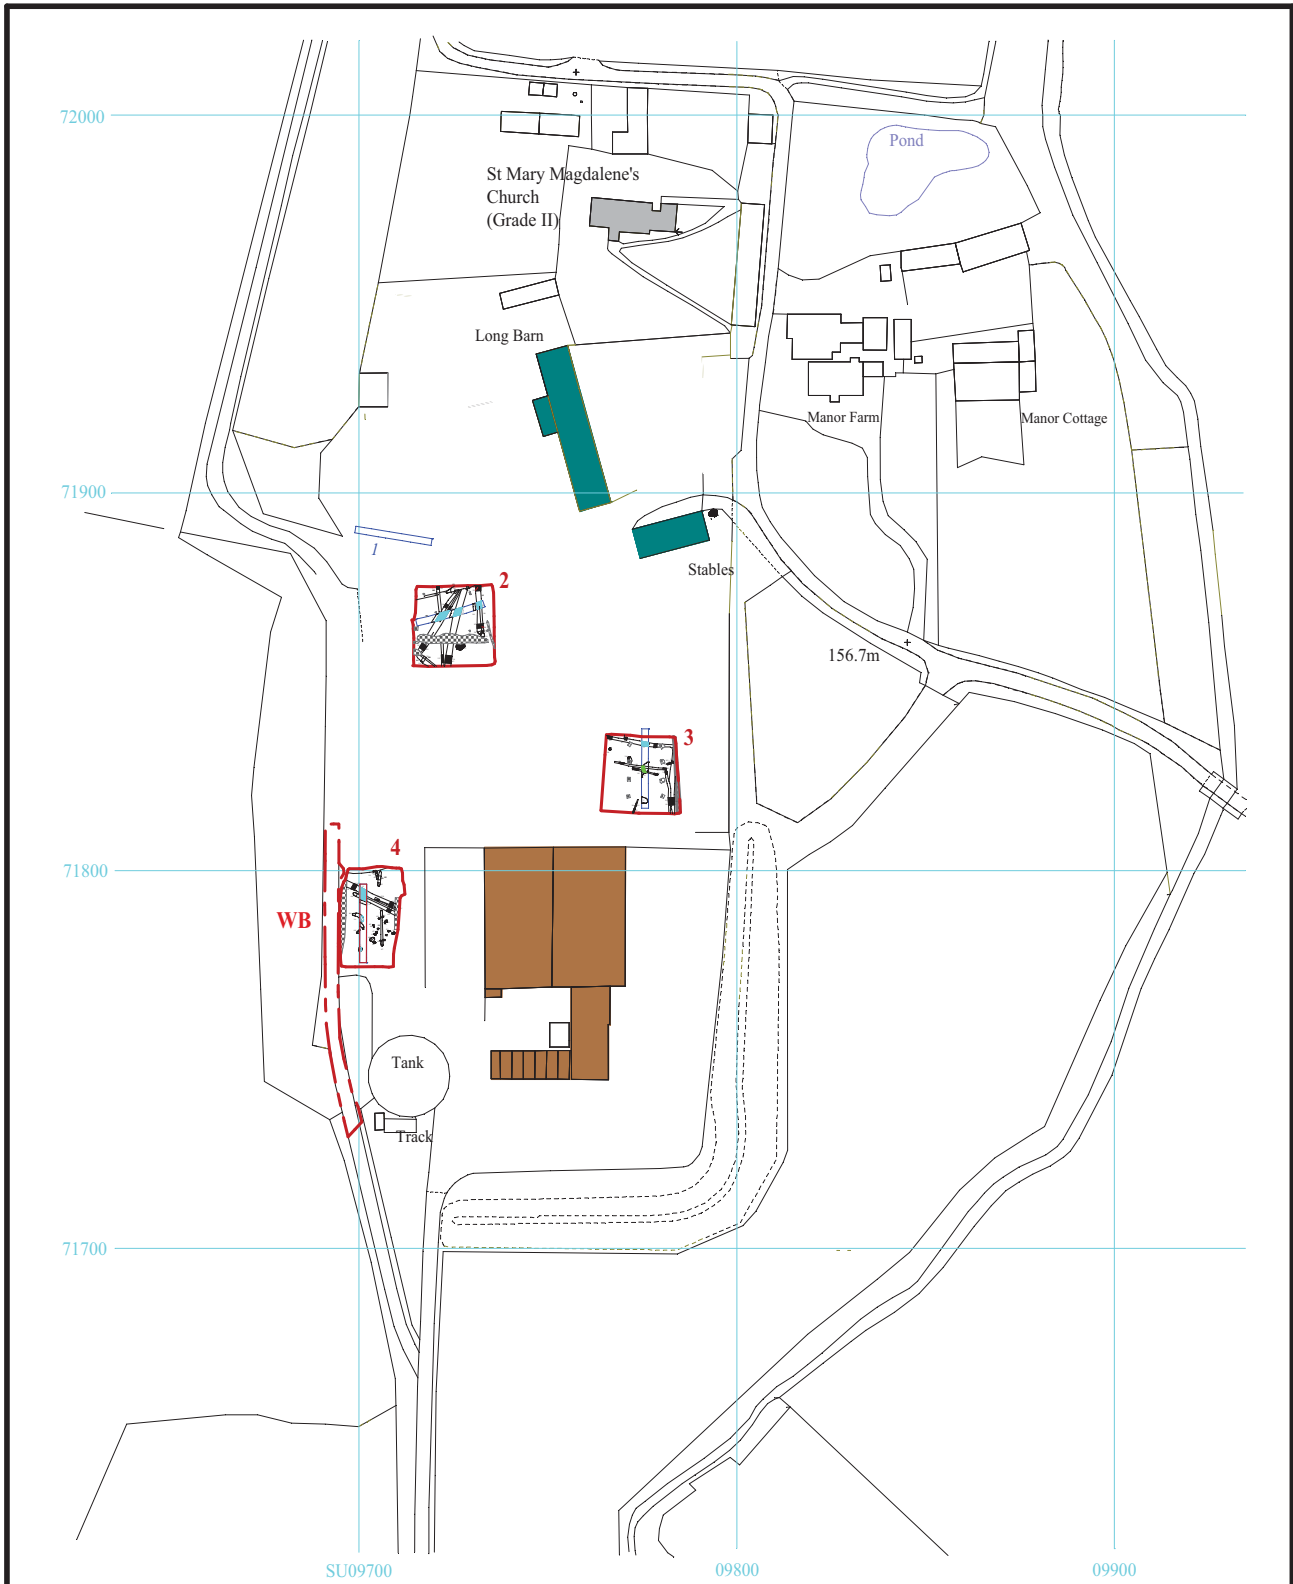 72000
Pond
St Mary Magdalene's
Church
(Grade II)
Long Barn
Manor Farm
Manor Cottage
71900
1
Stables
2
156.7m
3
4
71800
WB
Tank
Track
71700
SU09700
09800
09900